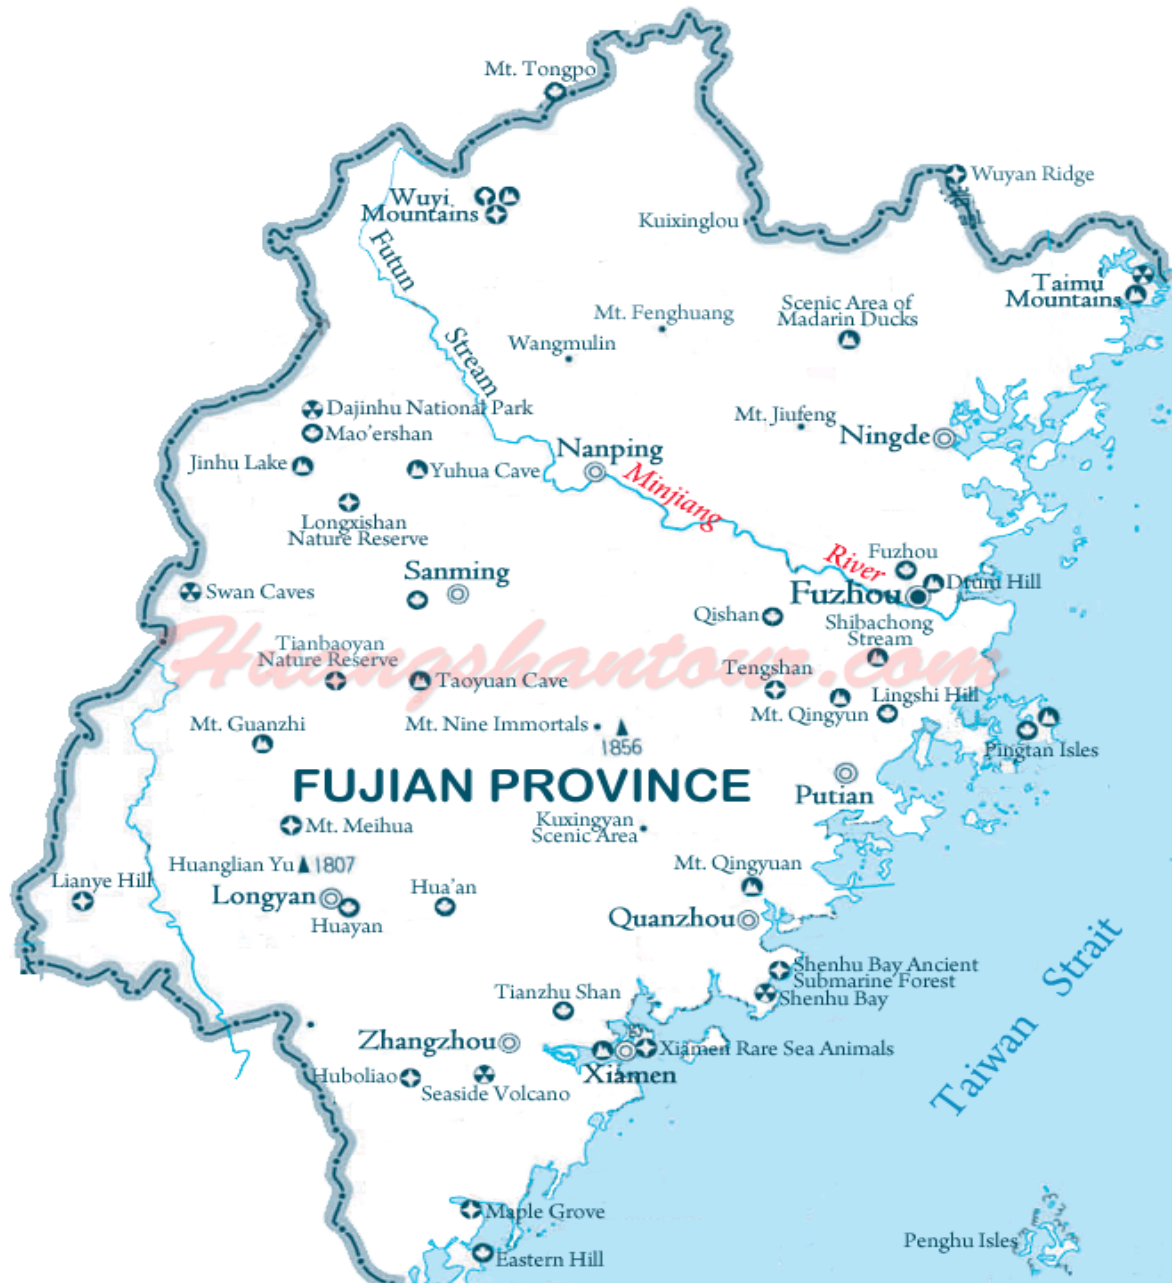 Mt. Tongpo
Wuyan Ridge
Wuyi
Mountains
Kuixinglou
Futun
Stream
Taimu
Mountains
Scenic Area of
Madarin Ducks
Mt. Fenghuang
Wangmulin
Dajinhu National Park
Mao'ershan
Mt. Jiufeng
Ningde
Nanping
Jinhu Lake
Yuhua Cave
Minjiang
River
Longxishan
Nature Reserve
Fuzhou
Sanming
Drum Hill
Swan Caves
Fuzhou
Qishan
Shibachong
Stream
Huangshantour.com
Tianbaoyan
Nature Reserve
Taoyuan Cave
Tengshan
Lingshi Hill
Mt. Qingyun
Mt. Guanzhi
Mt. Nine Immortals
1856
Pingtan Isles
FUJIAN PROVINCE
Putian
Mt. Meihua
Kuxingyan
Scenic Area
Huanglian Yu
1807
Mt. Qingyuan
Lianye Hill
Longyan
Hua'an
Huayan
Quanzhou
Shenhu Bay Ancient
Submarine Forest
Shenhu Bay
Taiwan Strait
Tianzhu Shan
Zhangzhou
Xiamen Rare Sea Animals
Xiamen
Huboliao
Seaside Volcano
Maple Grove
Eastern Hill
Penghu Isles